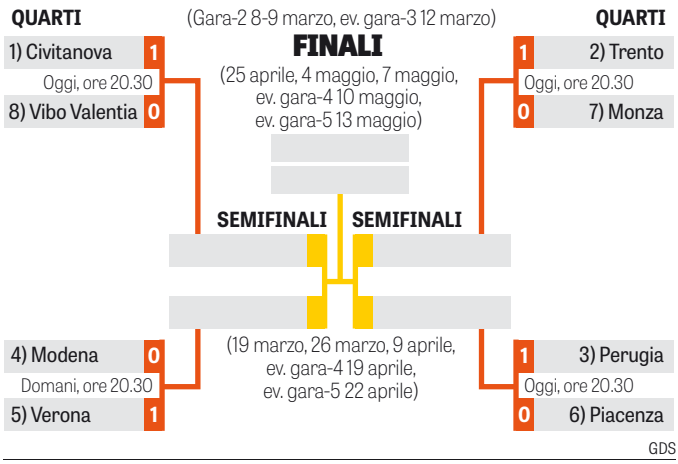 QUARTI
(Gara-2 8-9 marzo, ev. gara-3 12 marzo)
QUARTI
FINALI
(25 aprile, 4 maggio, 7 maggio,
ev. gara-4 10 maggio,
ev. gara-5 13 maggio)
1) Civitanova 1
Oggi, ore 20.30
8) Vibo Valentia 0
1 2) Trento
Oggi, ore 20.30
0 7) Monza
SEMIFINALI
SEMIFINALI
(19 marzo, 26 marzo, 9 aprile,
ev. gara-4 19 aprile,
ev. gara-5 22 aprile)
4) Modena 0
Domani, ore 20.30
5) Verona 1
1 3) Perugia
Oggi, ore 20.30
0 6) Piacenza
GDS